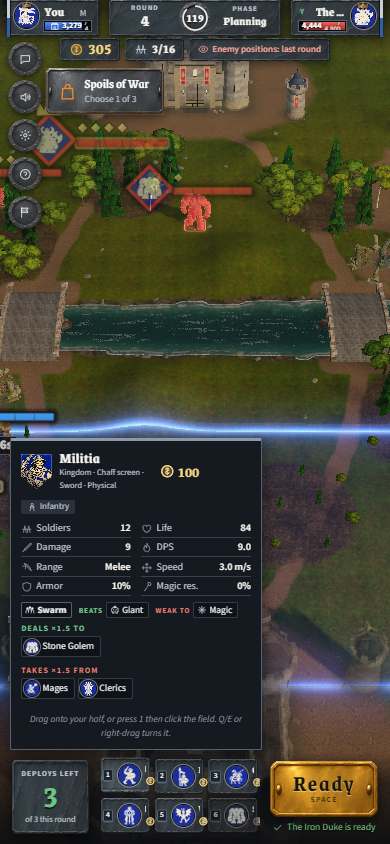 You M
3,279
ROUND
4
119
PHASE
Planning
The ...
4,444
305
3/16
Enemy positions: last round
Spoils of War
Choose 1 of 3
Militia
Kingdom · Chaff screen ·
Sword · Physical
100
Infantry
Soldiers 12 Life 84
Damage 9 DPS 9.0
Range Melee Speed 3.0 m/s
Armor 10% Magic res. 0%
Swarm BEATS Giant WEAK TO Magic
DEALS ×1.5 TO
Stone Golem
TAKES ×1.5 FROM
Mages Clerics
Drag onto your half, or press 1 then click the field. Q/E or
right-drag turns it.
DEPLOYS LEFT
3
of 3 this round
1 2 3
4 5 6
Ready
SPACE
The Iron Duke is ready